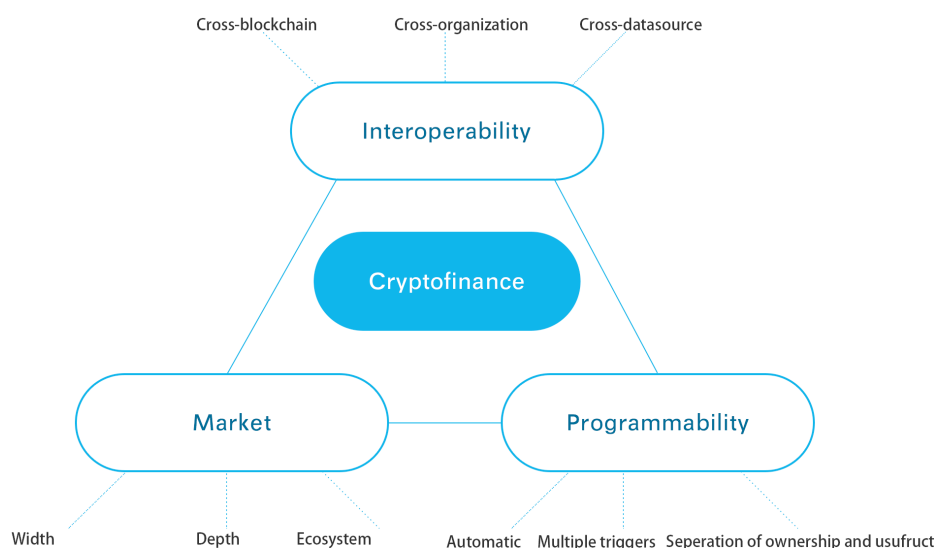 Cross-blockchain
Cross-organization
Cross-datasource
Interoperability
Cryptofinance
Market
Programmability
Width
Depth
Ecosystem
Automatic
Multiple triggers
Seperation of ownership and usufruct